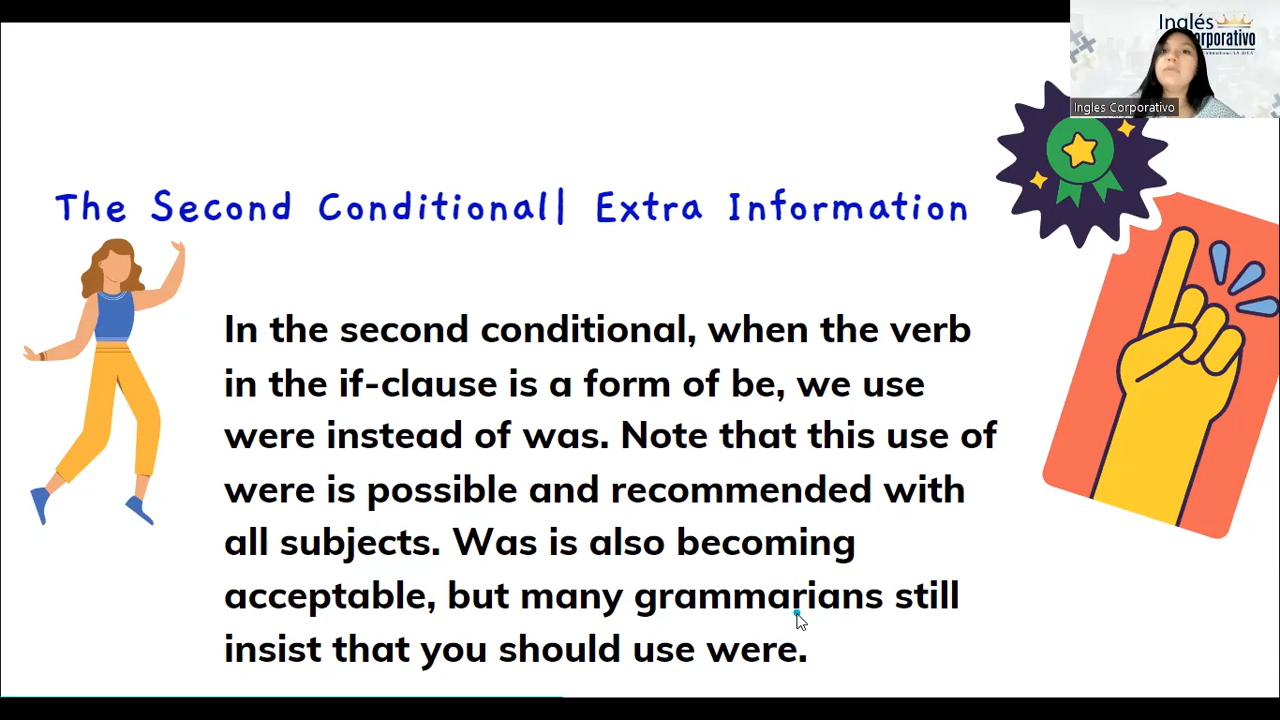 Inglés
Corporativo
Ingles Corporativo
The Second Conditional| Extra Information
In the second conditional, when the verb
in the if-clause is a form of be, we use
were instead of was. Note that this use of
were is possible and recommended with
all subjects. Was is also becoming
acceptable, but many grammarians still
insist that you should use were.